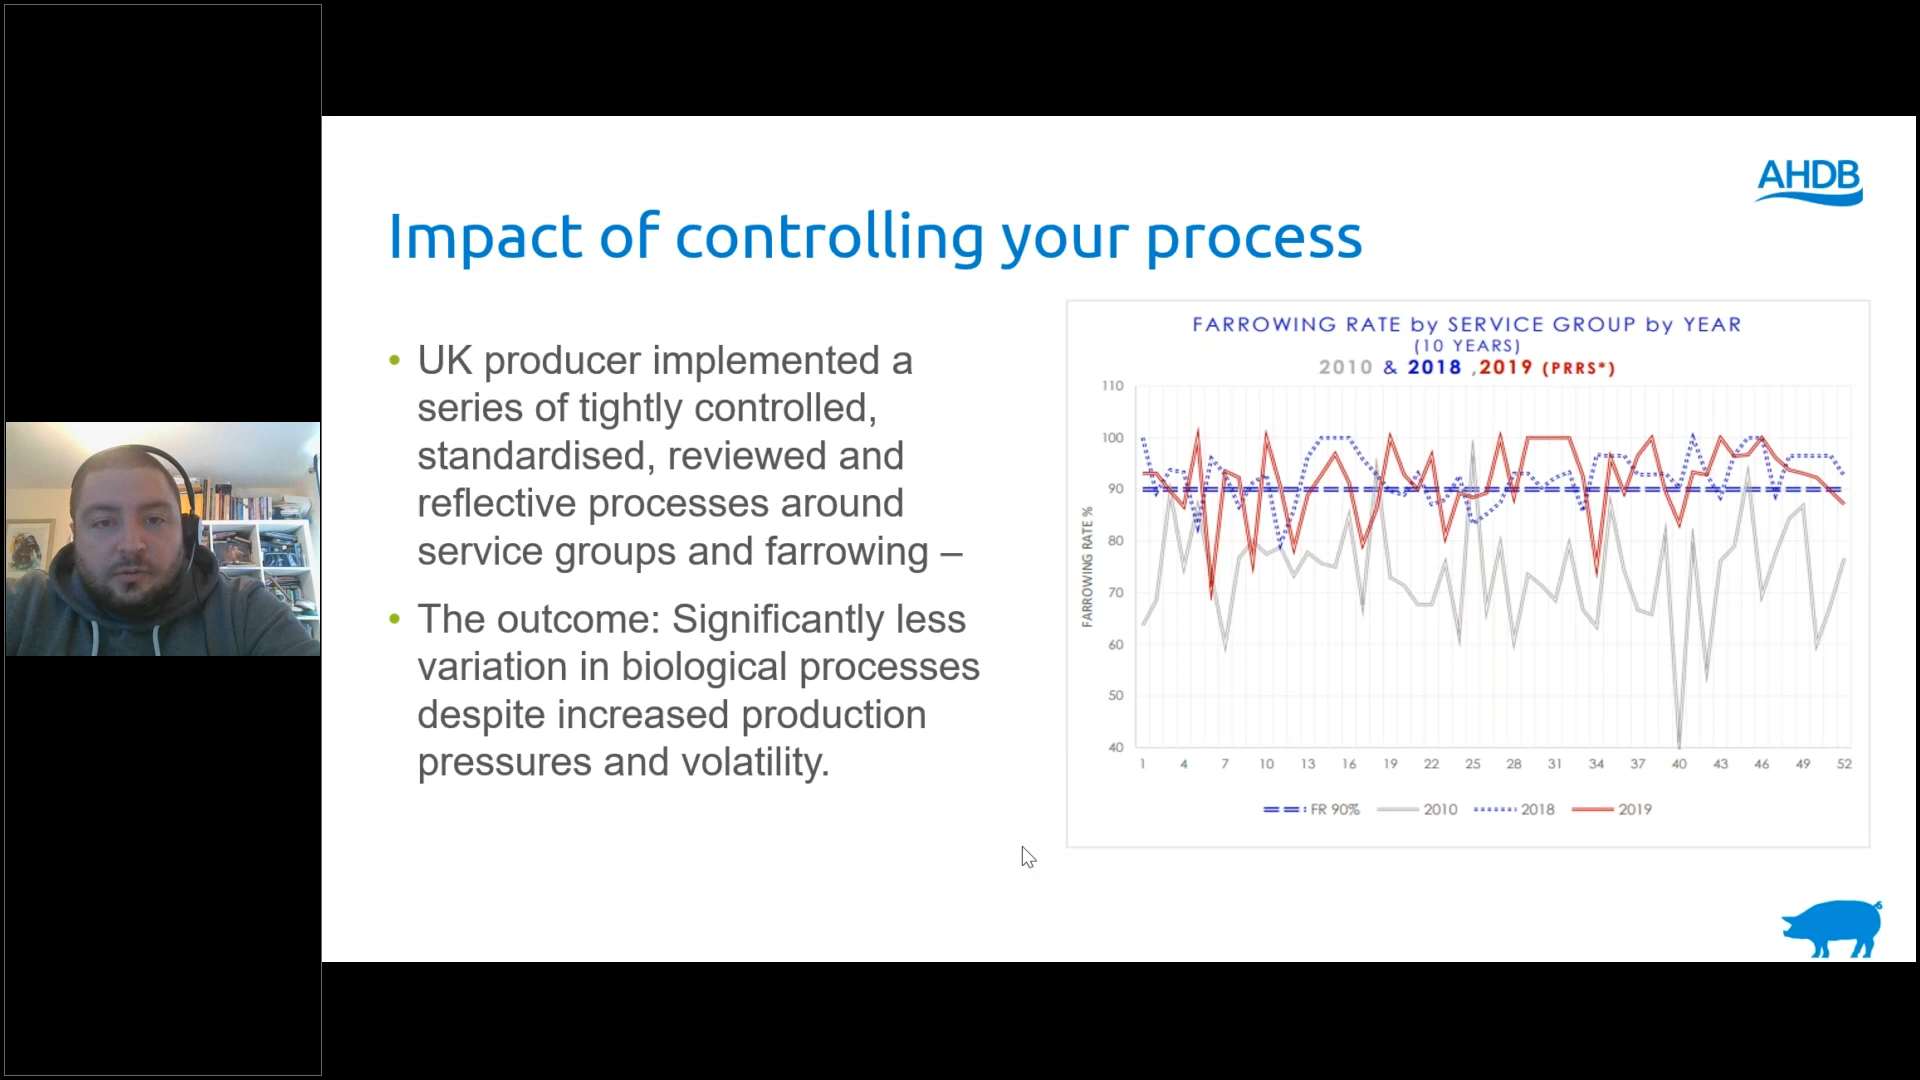 AHDB
Impact of controlling your process
• UK producer implemented a
series of tightly controlled,
standardised, reviewed and
reflective processes around
service groups and farrowing –
• The outcome: Significantly less
variation in biological processes
despite increased production
pressures and volatility.
FARROWING RATE by SERVICE GROUP by YEAR
(10 YEARS)
2010 & 2018 ,2019 (PRRS*)
FARROWING RATE %
110
100
90
80
70
60
50
40
1 4 7 10 13 16 19 22 25 28 31 34 37 40 43 46 49 52
FR 90% 2010 2018 2019